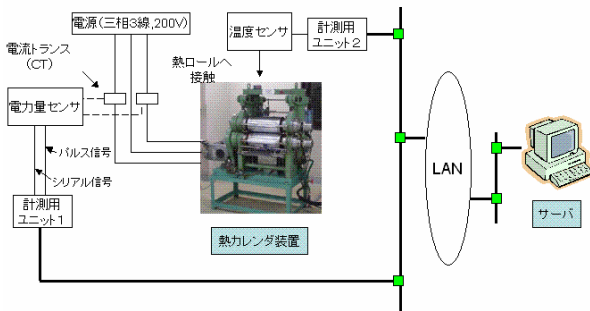 電源(三相3線,200V)
温度センサ
計測用
ユニット2
電流トランス
(CT)
熱ロールへ
接触
電力量センサ
パルス信号
シリアル信号
計測用
ユニット1
熱カレンダ装置
LAN
サーバ